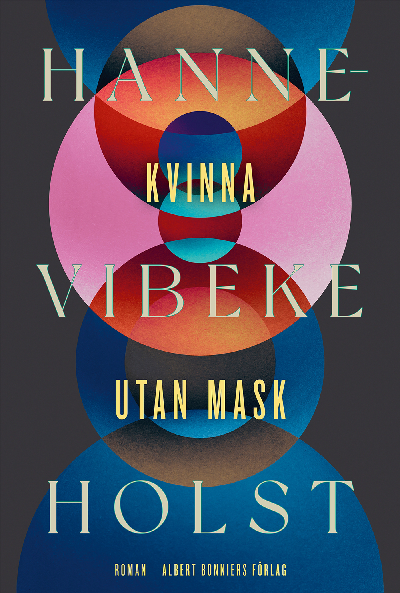 HANNE-
KVINNA
VIBEKE
UTAN MASK
HOLST
ROMAN ALBERT BONNIERS FÖRLAG